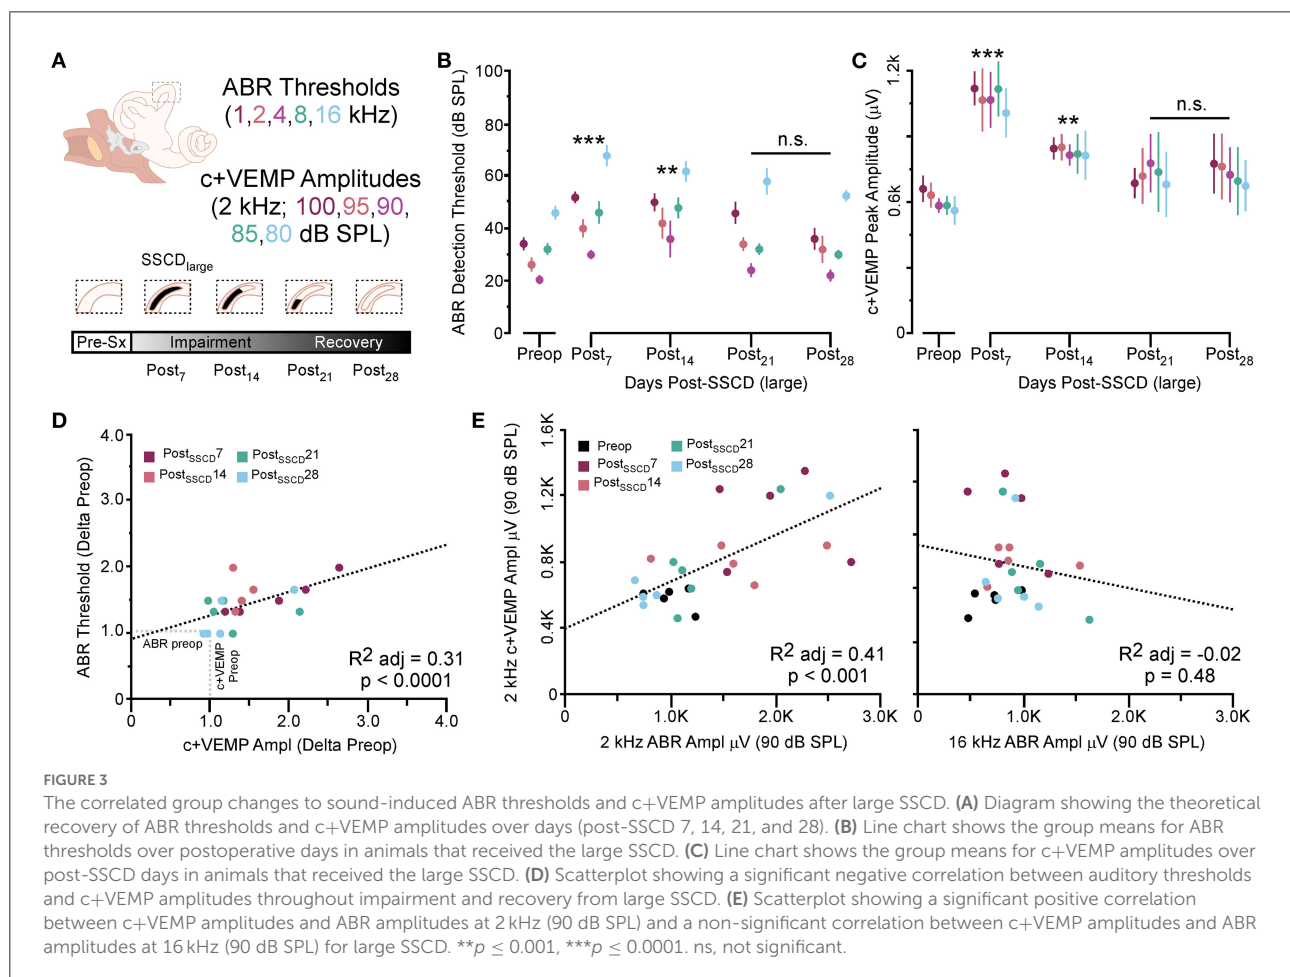 A
ABR Thresholds
(1,2,4,8,16 kHz)
c+VEMP Amplitudes
(2 kHz; 100,95,90,
85,80 dB SPL)
SSCDlarge
Pre-Sx Impairment Recovery
Post7 Post14 Post21 Post28
B
ABR Detection Threshold (dB SPL)
100
80
60
40
20
0
***
**
n.s.
Preop Post7 Post14 Post21 Post28
Days Post-SSCD (large)
C
c+VEMP Peak Amplitude (µV)
1.2k
0.6k
0
***
**
n.s.
Preop Post7 Post14 Post21 Post28
Days Post-SSCD (large)
D
ABR Threshold (Delta Preop)
4.0
3.0
2.0
1.0
0
PostSSCD7 PostSSCD21
PostSSCD14 PostSSCD28
ABR preop
c+VEMP
Preop
R2 adj = 0.31
p < 0.0001
0 1.0 2.0 3.0 4.0
c+VEMP Ampl (Delta Preop)
E
2 kHz c+VEMP Ampl µV (90 dB SPL)
1.6K
1.2K
0.8K
0.4K
0
Preop PostSSCD21
PostSSCD7 PostSSCD28
PostSSCD14
R2 adj = 0.41
p < 0.001
0 1.0K 2.0K 3.0K
2 kHz ABR Ampl µV (90 dB SPL)
R2 adj = -0.02
p = 0.48
0 1.0K 2.0K 3.0K
16 kHz ABR Ampl µV (90 dB SPL)
FIGURE 3
The correlated group changes to sound-induced ABR thresholds and c+VEMP amplitudes after large SSCD. (A) Diagram showing the theoretical
recovery of ABR thresholds and c+VEMP amplitudes over days (post-SSCD 7, 14, 21, and 28). (B) Line chart shows the group means for ABR
thresholds over postoperative days in animals that received the large SSCD. (C) Line chart shows the group means for c+VEMP amplitudes over
post-SSCD days in animals that received the large SSCD. (D) Scatterplot showing a significant negative correlation between auditory thresholds
and c+VEMP amplitudes throughout impairment and recovery from large SSCD. (E) Scatterplot showing a significant positive correlation
between c+VEMP amplitudes and ABR amplitudes at 2 kHz (90 dB SPL) and a non-significant correlation between c+VEMP amplitudes and ABR
amplitudes at 16 kHz (90 dB SPL) for large SSCD. **p ≤ 0.001, ***p ≤ 0.0001. ns, not significant.